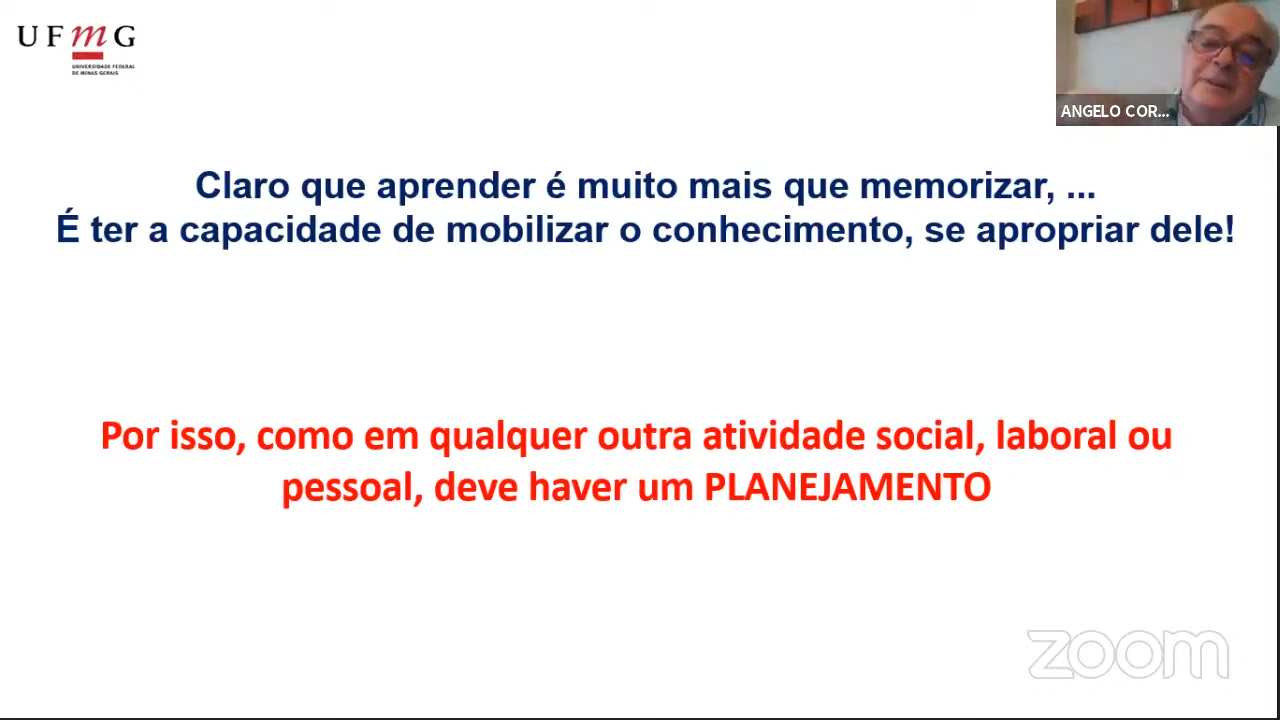 UFmG
UNIVERSIDADE FEDERAL
DE MINAS GERAIS
ANGELO COR...
Claro que aprender é muito mais que memorizar, ...
É ter a capacidade de mobilizar o conhecimento, se apropriar dele!
Por isso, como em qualquer outra atividade social, laboral ou
pessoal, deve haver um PLANEJAMENTO
zoom